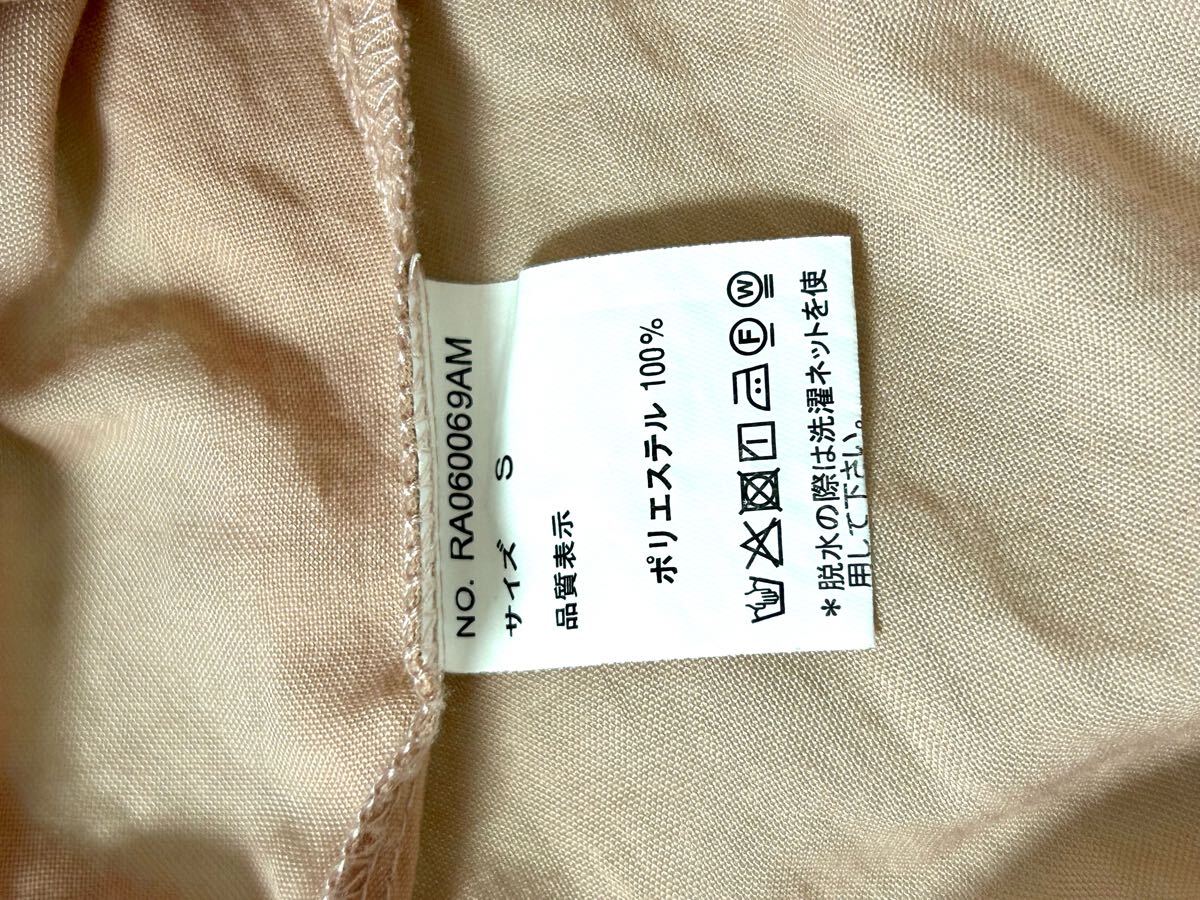 NO. RA060069AM
サイズ S
品質表示
ポリエステル 100%
F W
*脱水の際は洗濯ネットを使
用して下さい。